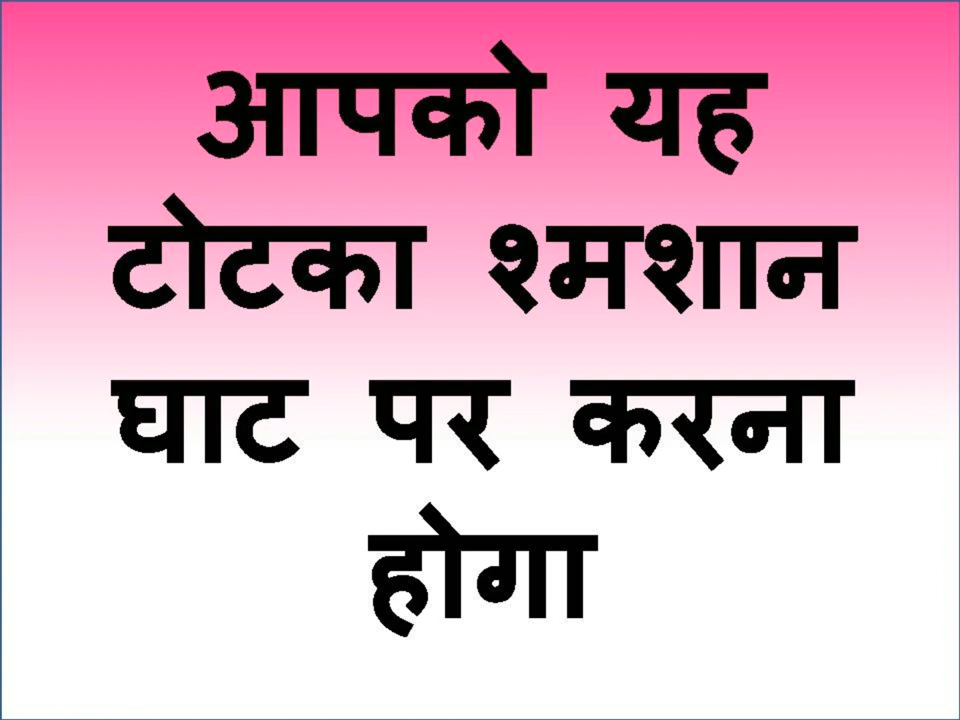 आपको यह
टोटका श्मशान
घाट पर करना
होगा